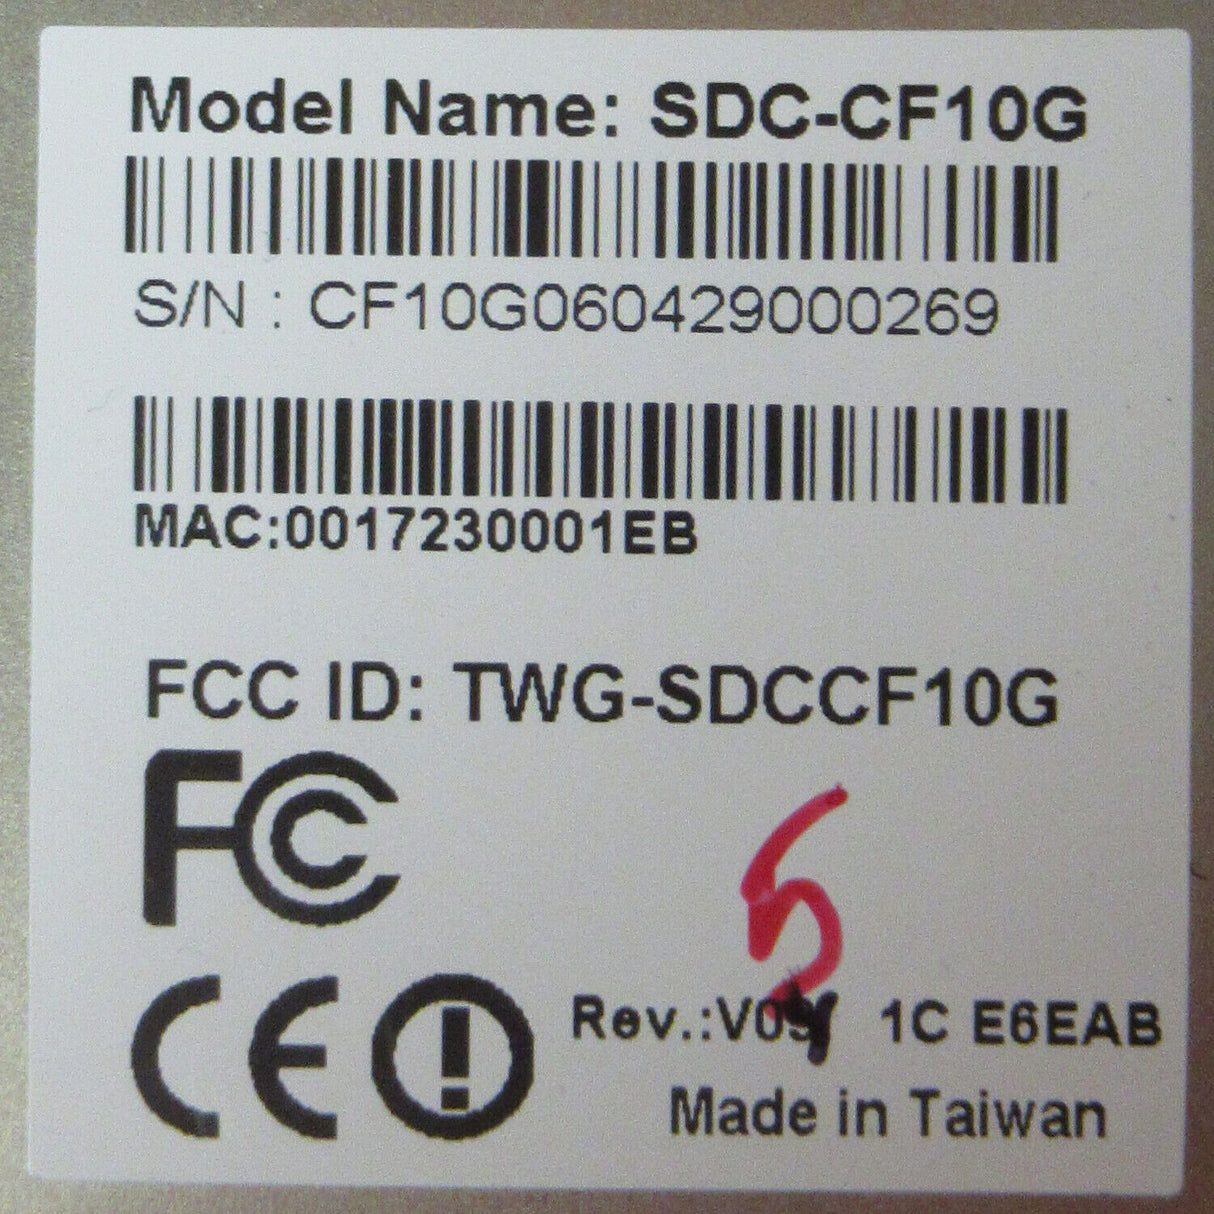 Model Name: SDC-CF10G
S/N : CF10G060429000269
MAC:0017230001EB
FCC ID: TWG-SDCCF10G
FC
5
CE
Rev.: 1C E6EAB
Made in Taiwan